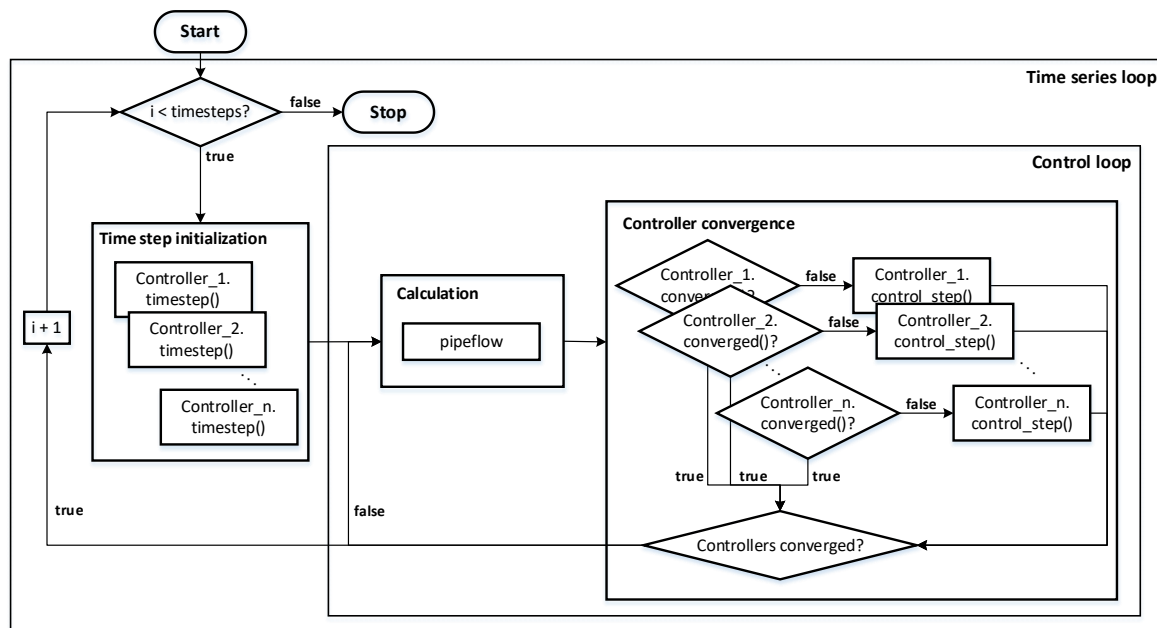 Start
Time series loop
i < timesteps?
false
Stop
true
Control loop
Time step initialization
Controller_1.
timestep()
Controller_2.
timestep()
Controller_n.
timestep()
i + 1
Calculation
pipeflow
Controller convergence
Controller_1.
false
Controller_1.
control_step()
Controller_2.
converged()?
false
Controller_2.
control_step()
Controller_n.
converged()?
false
Controller_n.
control_step()
true
true
true
true
false
Controllers converged?